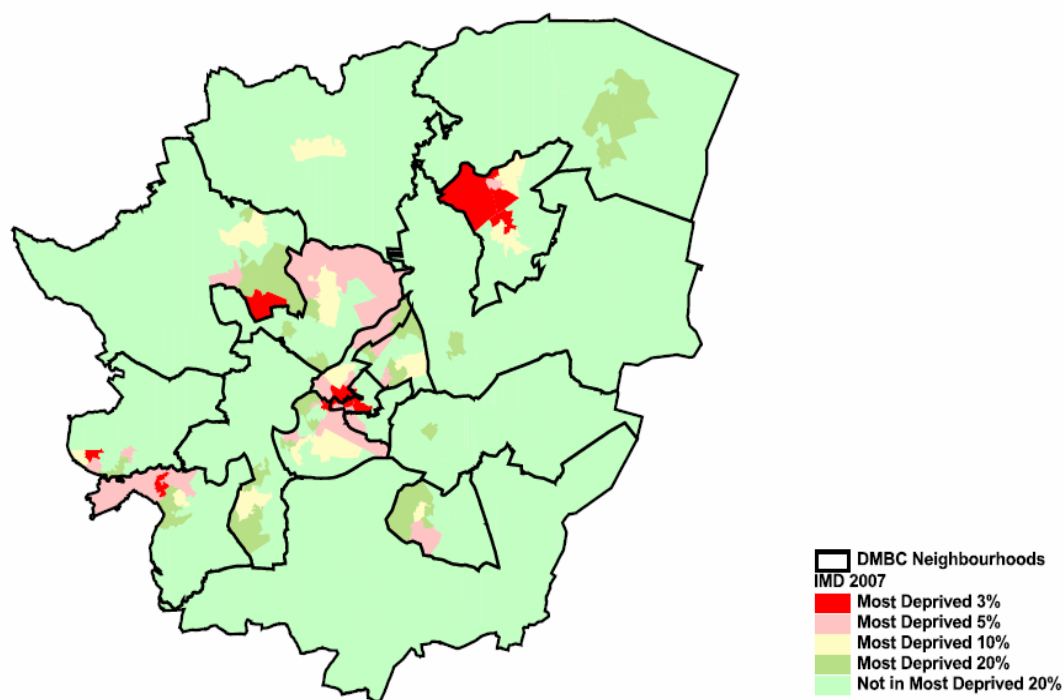 DMBC Neighbourhoods
IMD 2007
Most Deprived 3%
Most Deprived 5%
Most Deprived 10%
Most Deprived 20%
Not in Most Deprived 20%